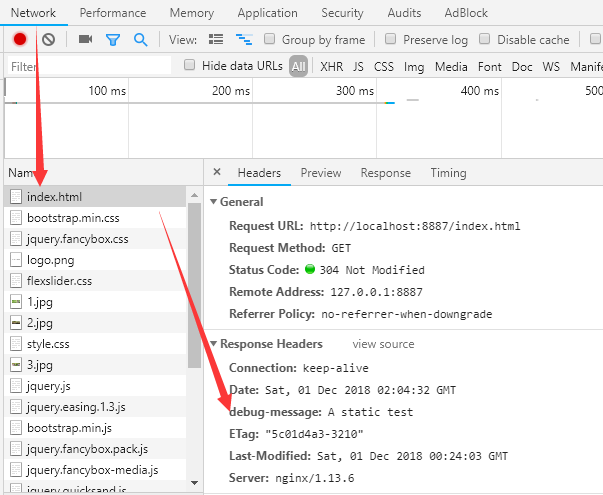 Network Performance Memory Application Security Audits AdBlock
View: Group by frame Preserve log Disable cache
Filter Hide data URLs All XHR JS CSS Img Media Font Doc WS Manife
100 ms 200 ms 300 ms 400 ms 500
Nam
× Headers Preview Response Timing
index.html
bootstrap.min.css
jquery.fancybox.css
logo.png
flexslider.css
1.jpg
2.jpg
style.css
3.jpg
jquery.js
jquery.easing.1.3.js
bootstrap.min.js
jquery.fancybox.pack.js
jquery.fancybox-media.js
jquery.quicksand.js
General
Request URL: http://localhost:8887/index.html
Request Method: GET
Status Code: 304 Not Modified
Remote Address: 127.0.0.1:8887
Referrer Policy: no-referrer-when-downgrade
Response Headers view source
Connection: keep-alive
Date: Sat, 01 Dec 2018 02:04:32 GMT
debug-message: A static test
ETag: "5c01d4a3-3210"
Last-Modified: Sat, 01 Dec 2018 00:24:03 GMT
Server: nginx/1.13.6